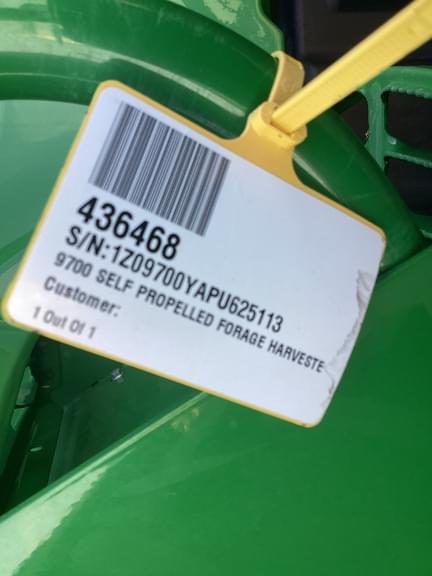 436468
S/N:1Z09700YAPU625113
9700 SELF PROPELLED FORAGE HARVESTE
Customer:
1 Out Of 1